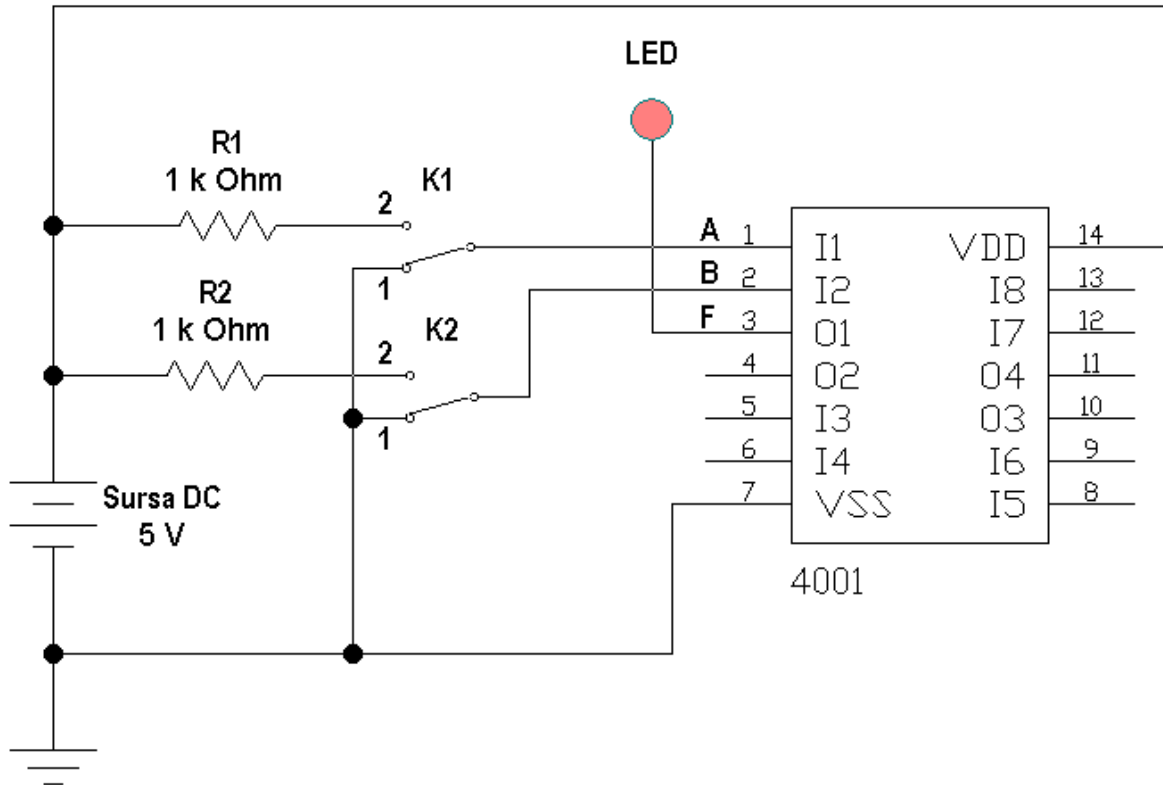 LED
R1
1 k Ohm
K1
2
1
R2
1 k Ohm
K2
2
1
Sursa DC
5 V
A 1 I1 VDD 14
B 2 I2 I8 13
F 3 O1 I7 12
4 O2 O4 11
5 I3 O3 10
6 I4 I6 9
7 VSS I5 8
4001